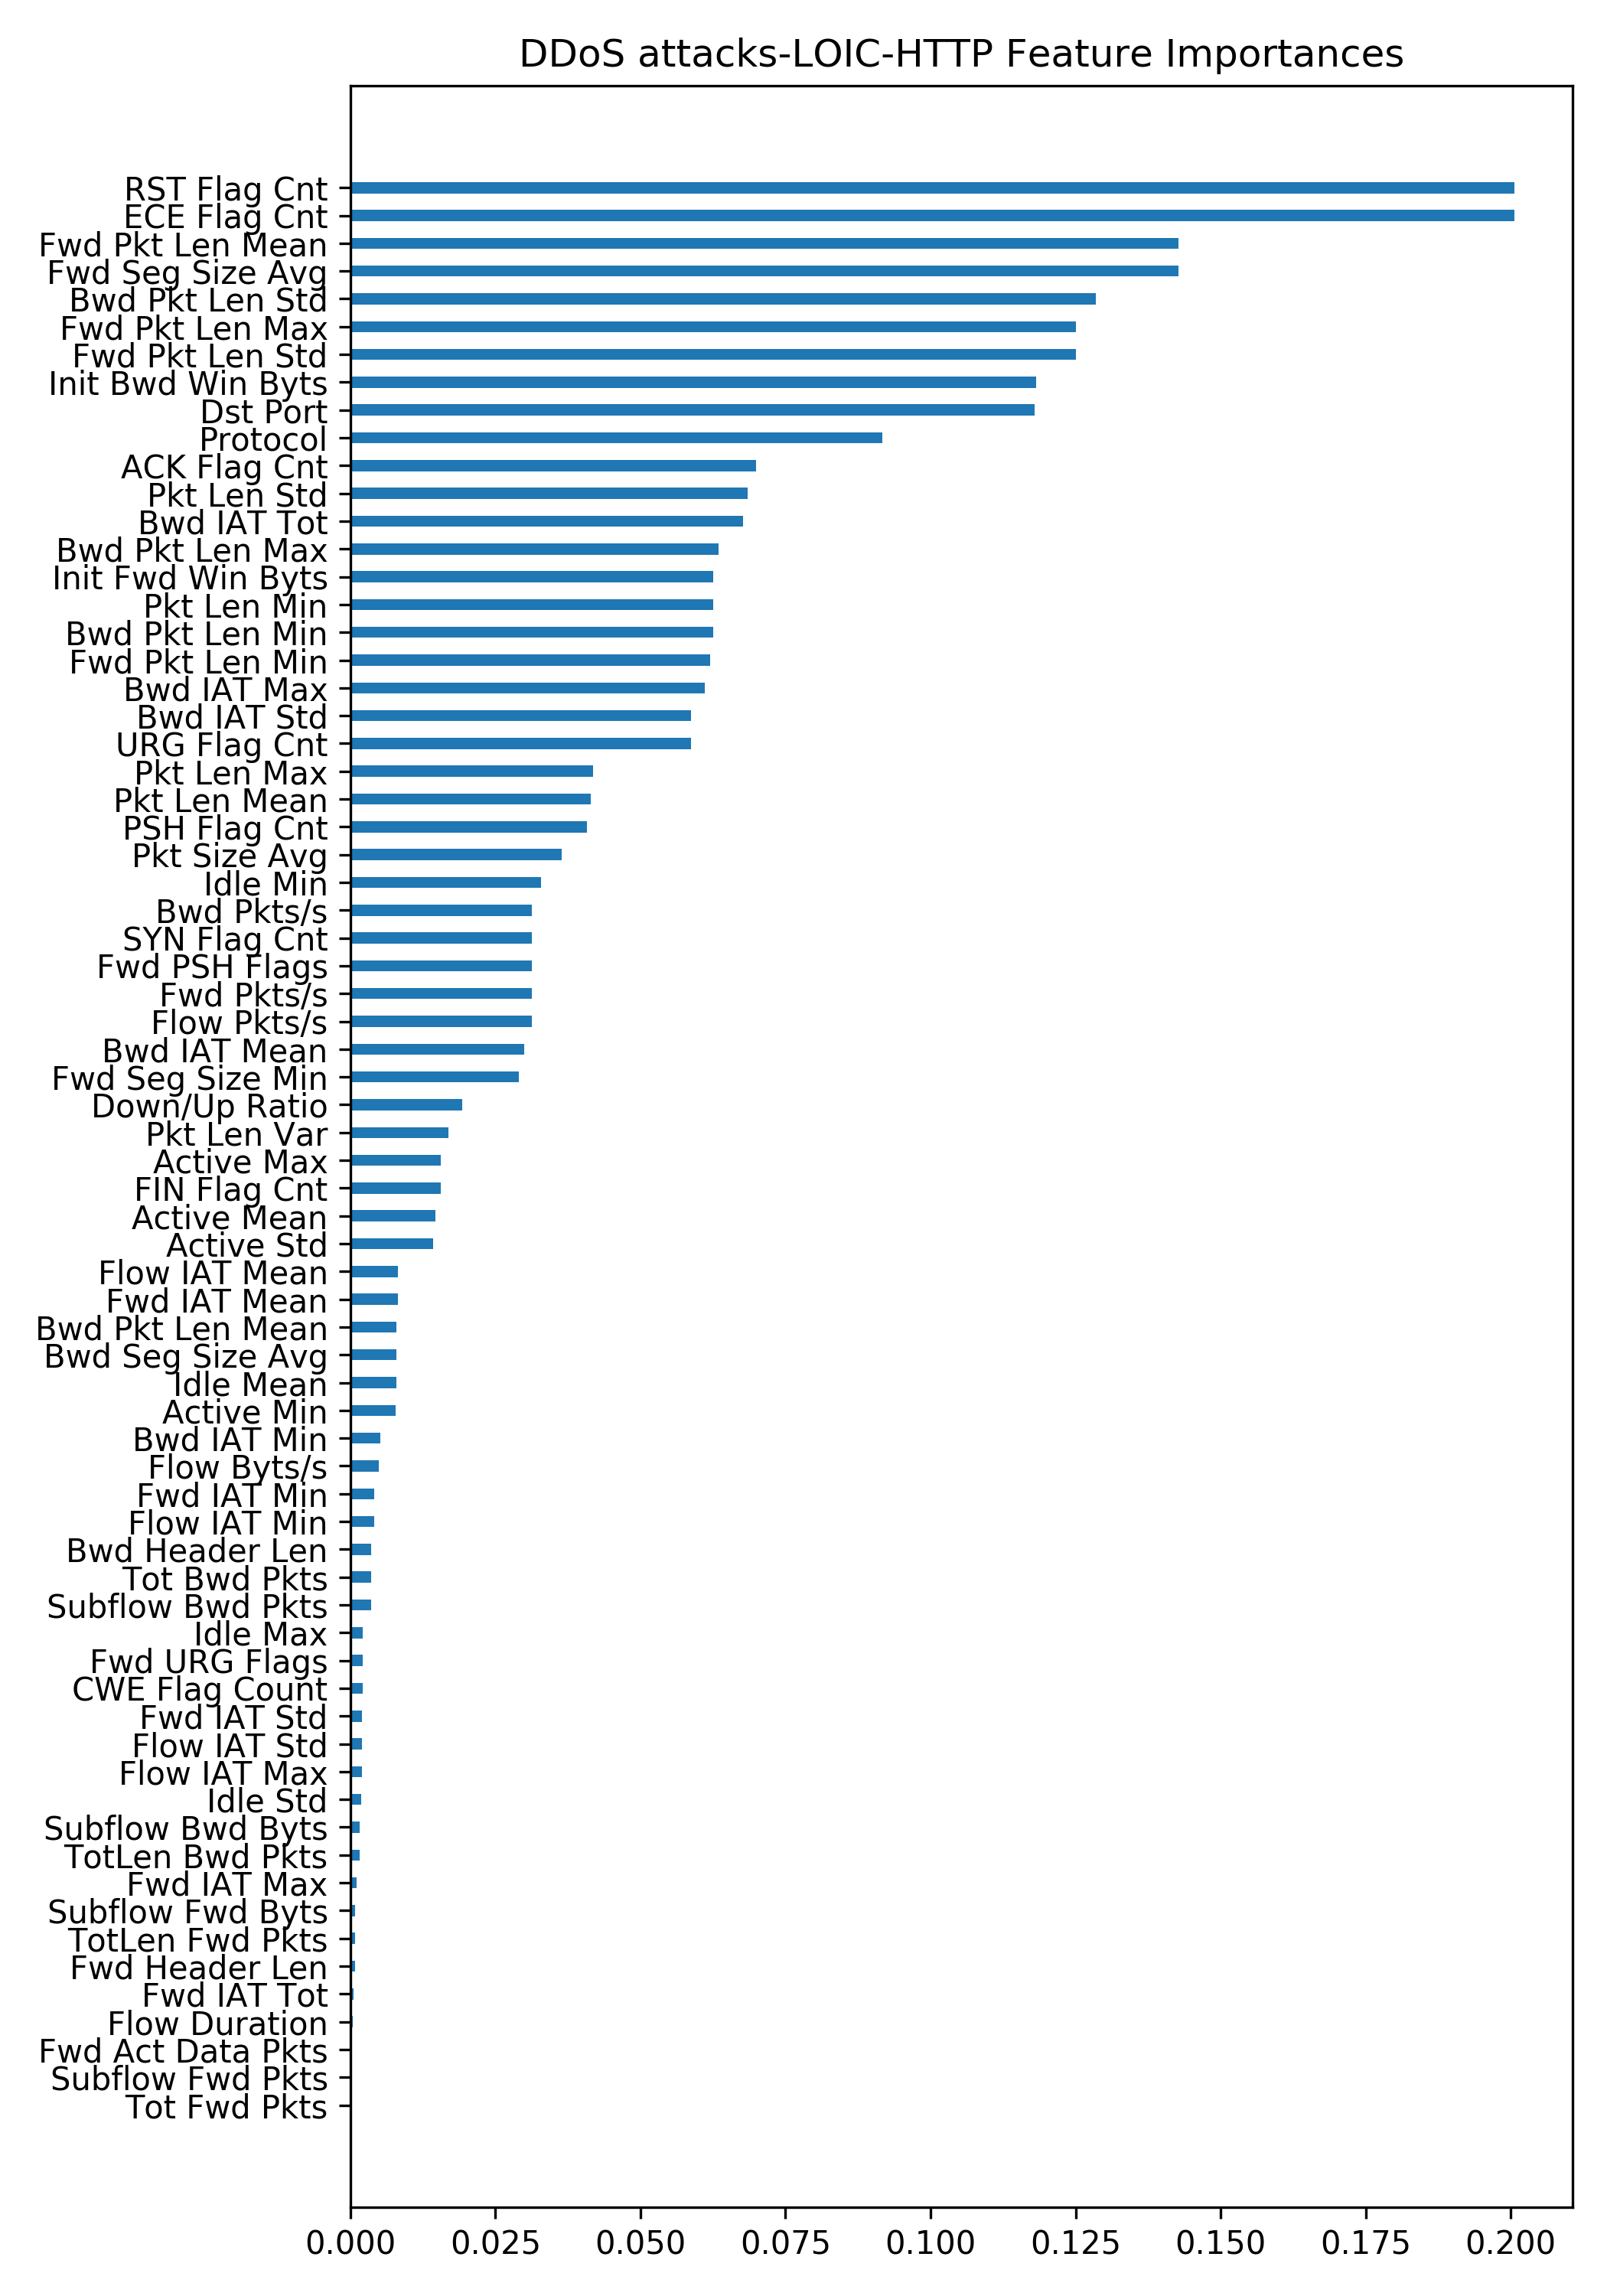 DDoS attacks-LOIC-HTTP Feature Importances
RST Flag Cnt
ECE Flag Cnt
Fwd Pkt Len Mean
Fwd Seg Size Avg
Bwd Pkt Len Std
Fwd Pkt Len Max
Fwd Pkt Len Std
Init Bwd Win Byts
Dst Port
Protocol
ACK Flag Cnt
Pkt Len Std
Bwd IAT Tot
Bwd Pkt Len Max
Init Fwd Win Byts
Pkt Len Min
Bwd Pkt Len Min
Fwd Pkt Len Min
Bwd IAT Max
Bwd IAT Std
URG Flag Cnt
Pkt Len Max
Pkt Len Mean
PSH Flag Cnt
Pkt Size Avg
Idle Min
Bwd Pkts/s
SYN Flag Cnt
Fwd PSH Flags
Fwd Pkts/s
Flow Pkts/s
Bwd IAT Mean
Fwd Seg Size Min
Down/Up Ratio
Pkt Len Var
Active Max
FIN Flag Cnt
Active Mean
Active Std
Flow IAT Mean
Fwd IAT Mean
Bwd Pkt Len Mean
Bwd Seg Size Avg
Idle Mean
Active Min
Bwd IAT Min
Flow Byts/s
Fwd IAT Min
Flow IAT Min
Bwd Header Len
Tot Bwd Pkts
Subflow Bwd Pkts
Idle Max
Fwd URG Flags
CWE Flag Count
Fwd IAT Std
Flow IAT Std
Flow IAT Max
Idle Std
Subflow Bwd Byts
TotLen Bwd Pkts
Fwd IAT Max
Subflow Fwd Byts
TotLen Fwd Pkts
Fwd Header Len
Fwd IAT Tot
Flow Duration
Fwd Act Data Pkts
Subflow Fwd Pkts
Tot Fwd Pkts
0.000 0.025 0.050 0.075 0.100 0.125 0.150 0.175 0.200